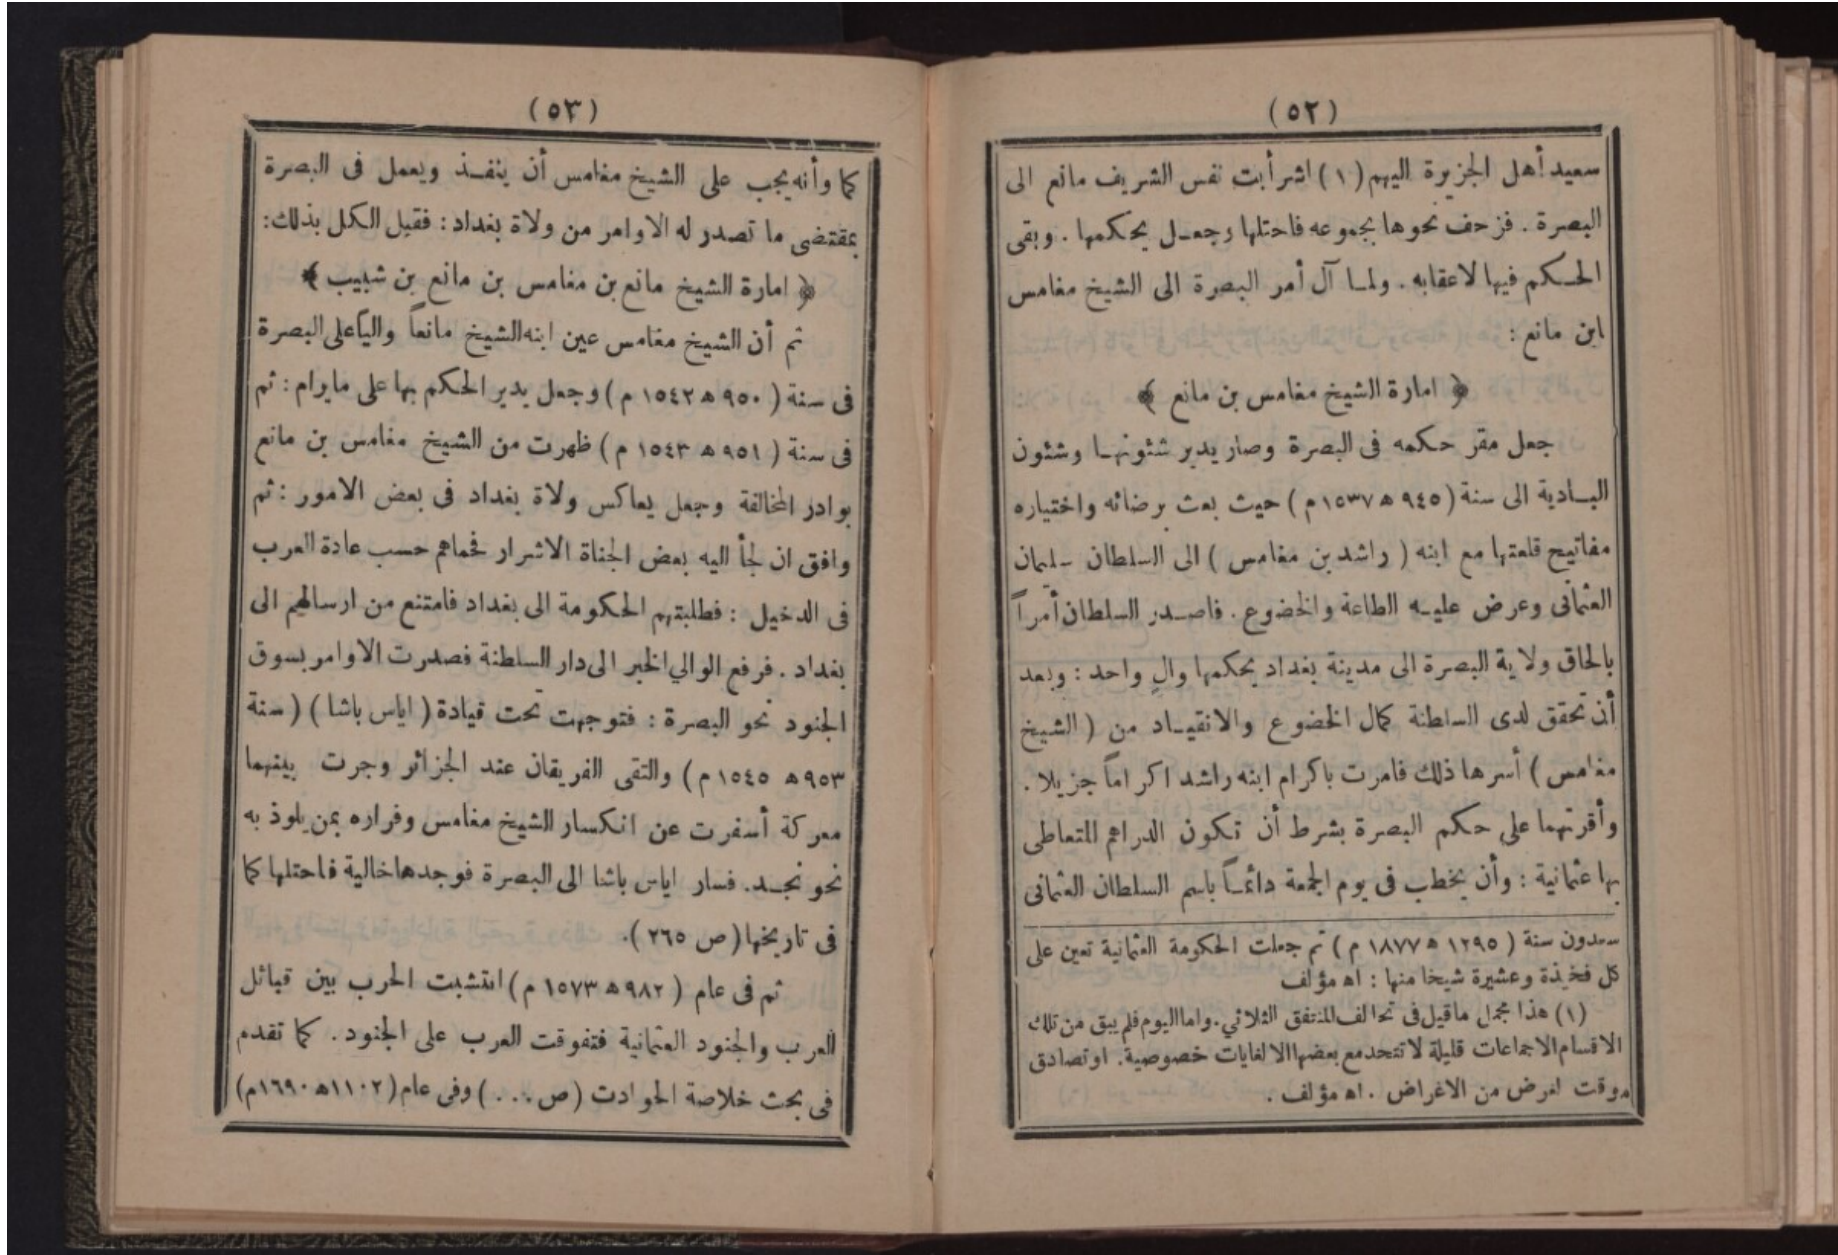 (٥٢)
سعيد أهل الجزيرة اليهم (١) اشرأبت نفس الشريف مانع الى
البصرة . فزحف نحوها بجموعه فاحتلها وجعل يحكمها . وبقى
الحكم فيها لاعقابه . ولما آل أمر البصرة الى الشيخ مغامس
ابن مانع :
﴿ امارة الشيخ مغامس بن مانع ﴾
جعل مقر حكمه فى البصرة وصار يدير شئونها وشئون
البادية الى سنة (٩٤٥ ه ١٥٣٧ م) حيث بعث برضائه واختياره
مفاتيح قلعتها مع ابنه ( راشد بن مغامس ) الى السلطان سليمان
العثمانى وعرض عليه الطاعة والخضوع . فاصدر السلطان أمراً
بالحاق ولاية البصرة الى مدينة بغداد يحكمها والٍ واحد : وبعد
أن تحقق لدى السلطنة كمال الخضوع والانقياد من ( الشيخ
مغامس ) أسرها ذلك فامرت باكرام ابنه راشد اكراماً جزيلا .
وأقرتهما على حكم البصرة بشرط أن تكون الدراهم المتعاطى
بها عثمانية : وأن يخطب فى يوم الجمعة دائماً باسم السلطان العثمانى
سعدون سنة ( ١٢٩٥ ه ١٨٧٧ م ) ثم جعلت الحكومة العثمانية تعين على
كل فخيذة وعشيرة شيخا منها : اه مؤلف
(١) هذا مجمل ماقيل فى تحالف المنتفق الثلاثي . واما اليوم فلم يبق من تلك
الاقسام الاجماعات قليلة لا تتحد مع بعضها الا لغايات خصوصية . او تصادق
موقت لغرض من الاغراض . اه مؤلف .
(٥٣)
كما وأنه يجب على الشيخ مغامس أن ينفذ ويعمل فى البصرة
بمقتضى ما تصدر له الاوامر من ولاة بغداد : فقبل الكل بذلك :
﴿ امارة الشيخ مانع بن مغامس بن مانع بن شبيب ﴾
ثم أن الشيخ مغامس عين ابنه الشيخ مانعاً والياً على البصرة
فى سنة ( ٩٥٠ ه ١٥٤٢ م ) وجعل يدير الحكم بها على مايرام : ثم
فى سنة ( ٩٥١ ه ١٥٤٣ م ) ظهرت من الشيخ مغامس بن مانع
بوادر المخالفة وجعل يعاكس ولاة بغداد فى بعض الامور : ثم
وافق ان لجأ اليه بعض الجناة الاشرار فحماهم حسب عادة العرب
فى الدخيل : فطلبتهم الحكومة الى بغداد فامتنع من ارسالهم الى
بغداد . فرفع الوالي الخبر الى دار السلطنة فصدرت الاوامر بسوق
الجنود نحو البصرة : فتوجهت تحت قيادة ( اياس باشا ) ( سنة
٩٥٣ ه ١٥٤٥ م ) والتقى الفريقان عند الجزائر وجرت بينهما
معركة أسفرت عن انكسار الشيخ مغامس وفراره بمن يلوذ به
نحو نجد . فسار اياس باشا الى البصرة فوجدها خالية فاحتلها كما
فى تاريخها ( ص ٢٦٥ ) .
ثم فى عام ( ٩٨٢ ه ١٥٧٣ م ) انتشبت الحرب بين قبائل
العرب والجنود العثمانية فتفوقت العرب على الجنود . كما تقدم
فى بحث خلاصة الحوادث ( ص . . . ) وفى عام ( ١١٠٢ ه ١٦٩٠ م )